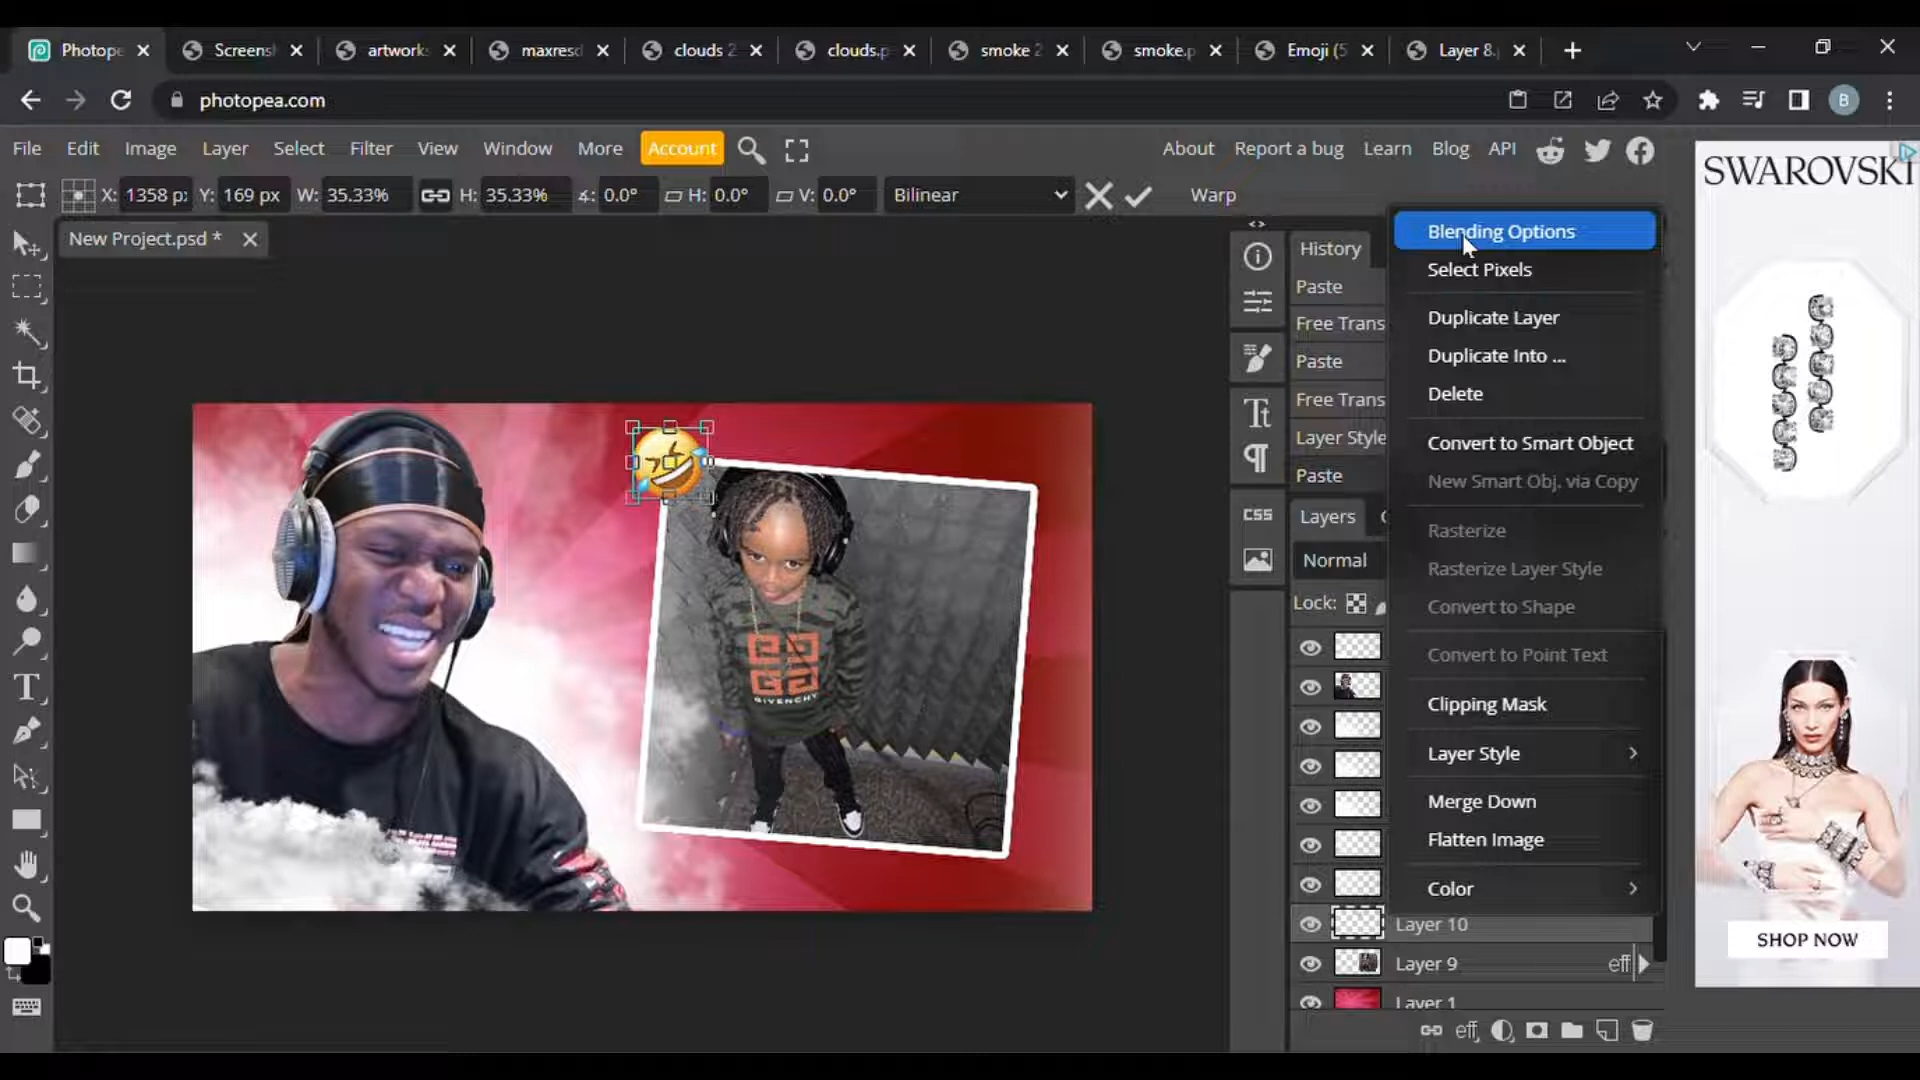 Photope
Screens
artwork
maxresd
clouds 2
clouds.p
smoke 2
smoke.p
Emoji (5
Layer 8.
photopea.com
B
File Edit Image Layer Select Filter View Window More Account
About Report a bug Learn Blog API
X: 1358 px Y: 169 px W: 35.33% H: 35.33% ∡: 0.0° H: 0.0° V: 0.0° Bilinear Warp
New Project.psd *
History
Paste
Free Trans
Paste
Free Trans
Layer Style
Paste
CSS
Layers
Normal
Lock:
Blending Options
Select Pixels
Duplicate Layer
Duplicate Into ...
Delete
Convert to Smart Object
New Smart Obj. via Copy
Rasterize
Rasterize Layer Style
Convert to Shape
Convert to Point Text
Clipping Mask
Layer Style
Merge Down
Flatten Image
Color
Layer 10
Layer 9
eff
Layer 1
eff
GIVENCHY
SWAROVSKI
SHOP NOW